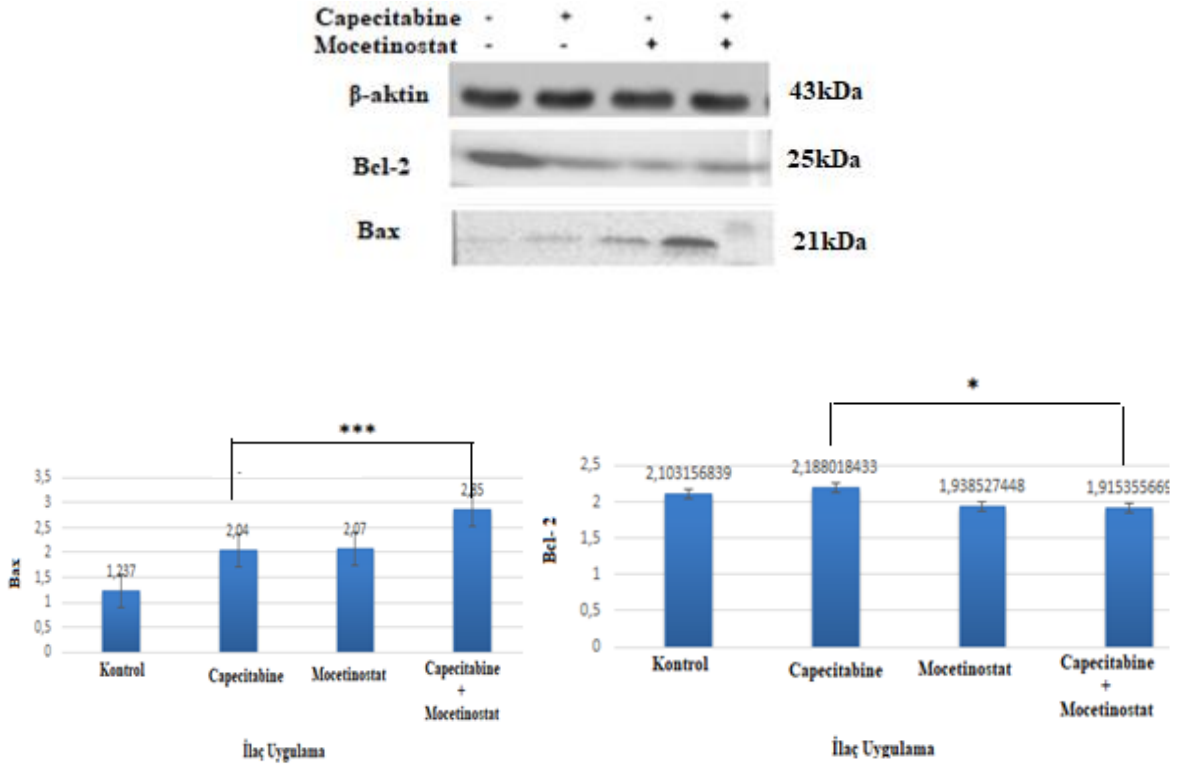 Capecitabine - + - +
Mocetinostat - - + +
β-aktin 43kDa
Bcl-2 25kDa
Bax 21kDa
***
3,5
3
2,5
2
1,5
1
0,5
0
Bax
1,237
2,04
2,07
2,85
Kontrol
Capecitabine
Mocetinostat
Capecitabine
+
Mocetinostat
İlaç Uygulama
*
2,5
2
1,5
1
0,5
0
Bcl- 2
2,103156839
2,188018433
1,938527448
1,915355669
Kontrol
Capecitabine
Mocetinostat
Capecitabine
+
Mocetinostat
İlaç Uygulama